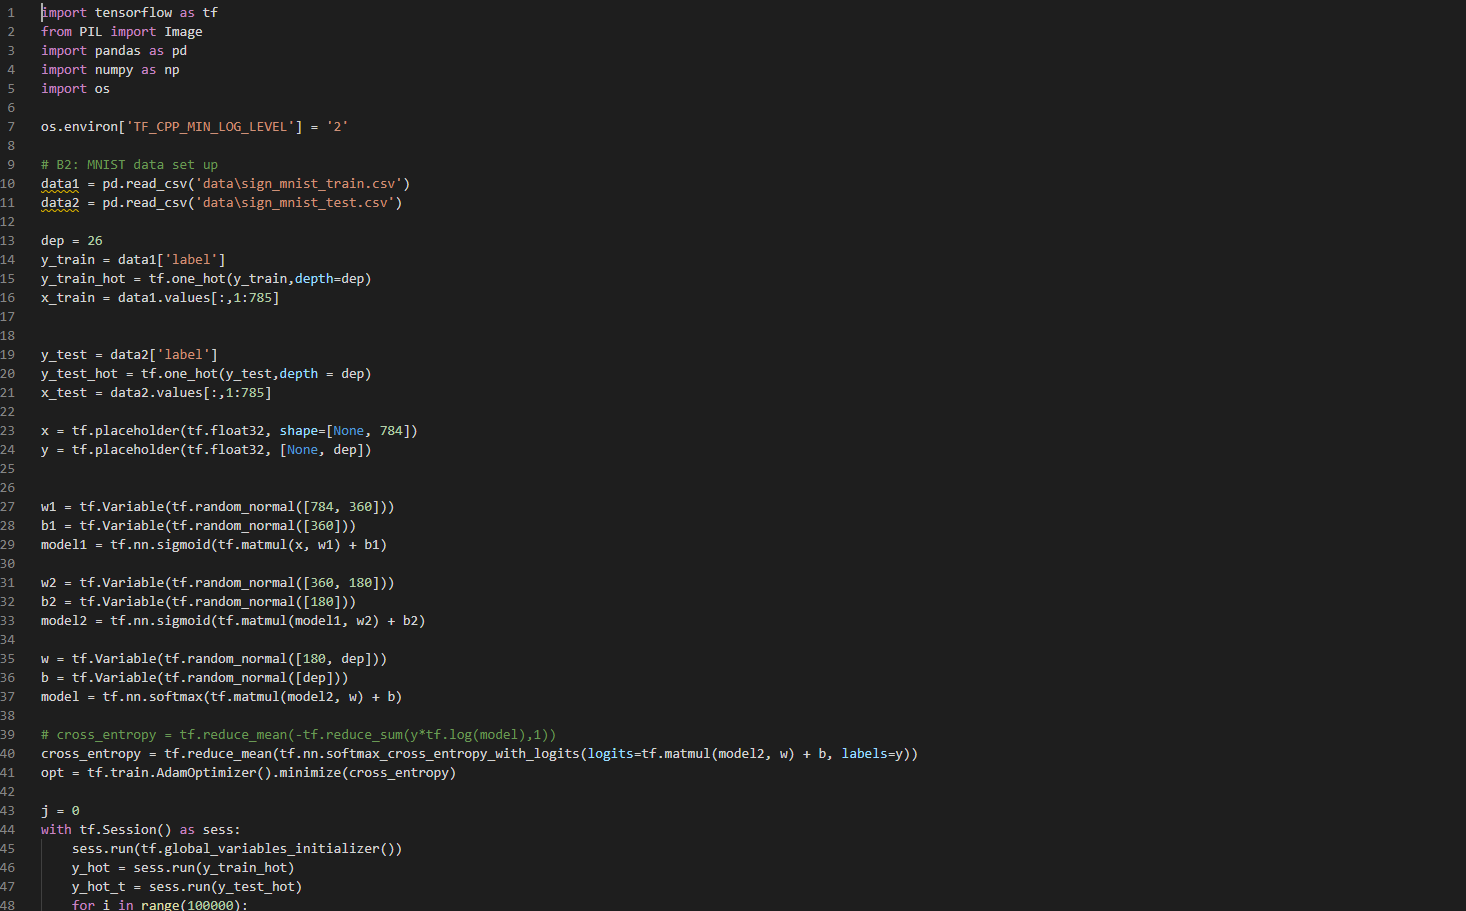 1 import tensorflow as tf
2 from PIL import Image
3 import pandas as pd
4 import numpy as np
5 import os
6
7 os.environ['TF_CPP_MIN_LOG_LEVEL'] = '2'
8
9 # B2: MNIST data set up
10 data1 = pd.read_csv('data\sign_mnist_train.csv')
11 data2 = pd.read_csv('data\sign_mnist_test.csv')
12
13 dep = 26
14 y_train = data1['label']
15 y_train_hot = tf.one_hot(y_train,depth=dep)
16 x_train = data1.values[:,1:785]
17
18
19 y_test = data2['label']
20 y_test_hot = tf.one_hot(y_test,depth = dep)
21 x_test = data2.values[:,1:785]
22
23 x = tf.placeholder(tf.float32, shape=[None, 784])
24 y = tf.placeholder(tf.float32, [None, dep])
25
26
27 w1 = tf.Variable(tf.random_normal([784, 360]))
28 b1 = tf.Variable(tf.random_normal([360]))
29 model1 = tf.nn.sigmoid(tf.matmul(x, w1) + b1)
30
31 w2 = tf.Variable(tf.random_normal([360, 180]))
32 b2 = tf.Variable(tf.random_normal([180]))
33 model2 = tf.nn.sigmoid(tf.matmul(model1, w2) + b2)
34
35 w = tf.Variable(tf.random_normal([180, dep]))
36 b = tf.Variable(tf.random_normal([dep]))
37 model = tf.nn.softmax(tf.matmul(model2, w) + b)
38
39 # cross_entropy = tf.reduce_mean(-tf.reduce_sum(y*tf.log(model),1))
40 cross_entropy = tf.reduce_mean(tf.nn.softmax_cross_entropy_with_logits(logits=tf.matmul(model2, w) + b, labels=y))
41 opt = tf.train.AdamOptimizer().minimize(cross_entropy)
42
43 j = 0
44 with tf.Session() as sess:
45     sess.run(tf.global_variables_initializer())
46     y_hot = sess.run(y_train_hot)
47     y_hot_t = sess.run(y_test_hot)
48     for i in range(100000):